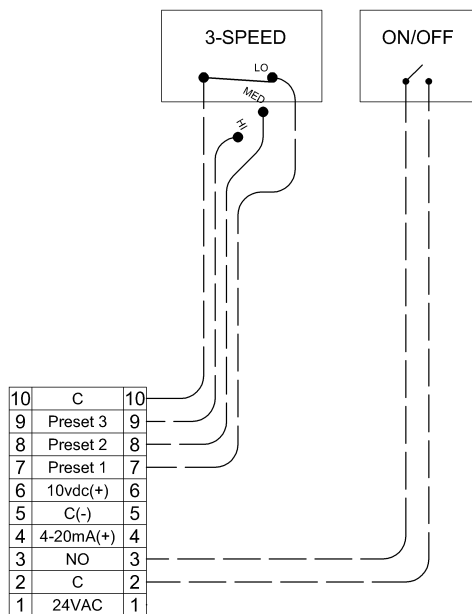 3-SPEED
ON/OFF
LO
MED
HI
10 C 10
9 Preset 3 9
8 Preset 2 8
7 Preset 1 7
6 10vdc(+) 6
5 C(-) 5
4 4-20mA(+) 4
3 NO 3
2 C 2
1 24VAC 1